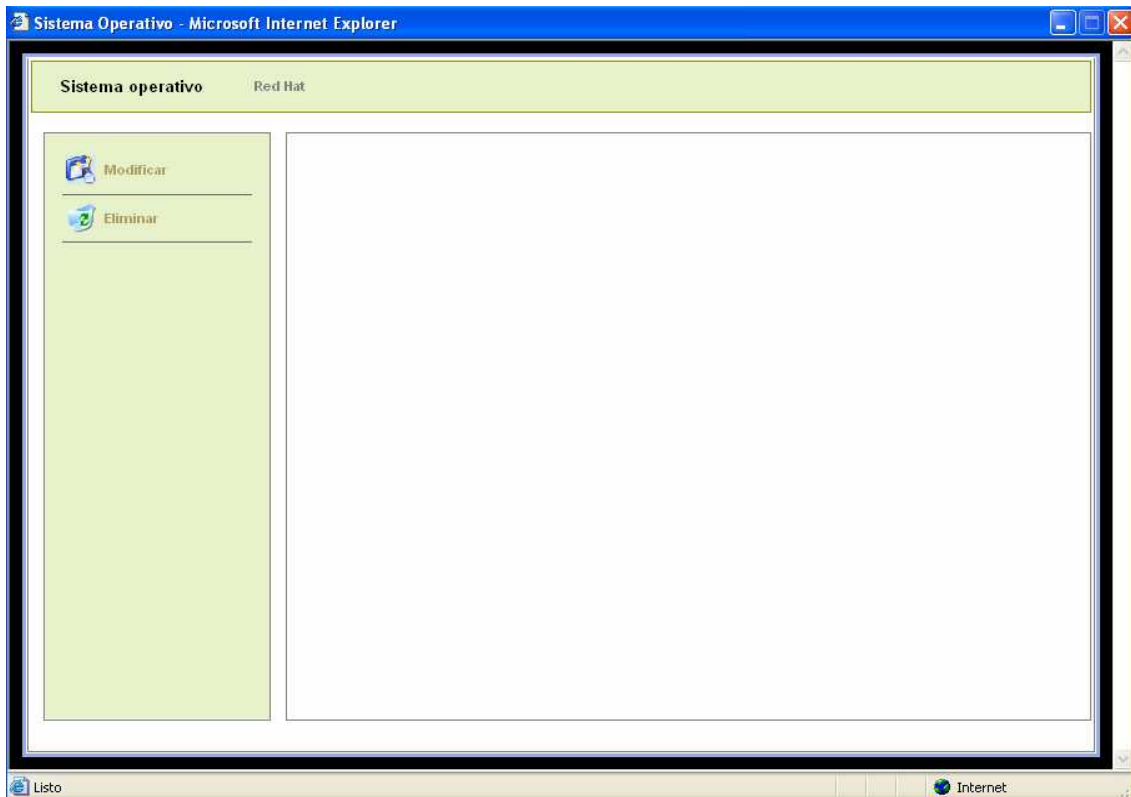 Sistema Operativo - Microsoft Internet Explorer
Sistema operativo Red Hat
Modificar
Eliminar
Listo Internet